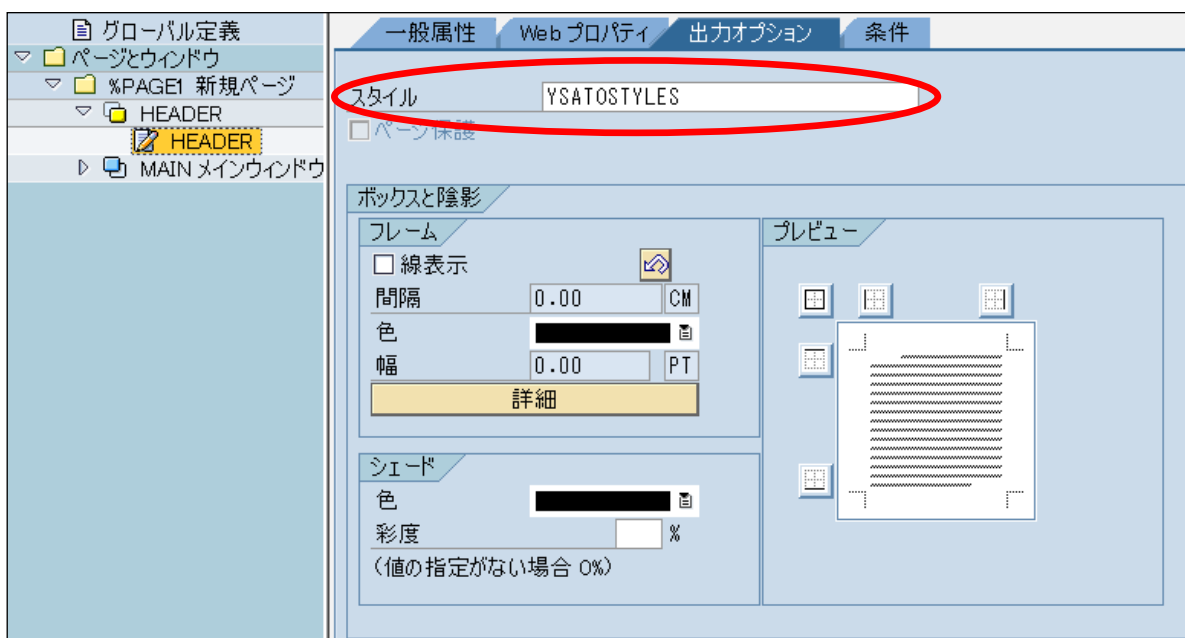 グローバル定義
ページとウィンドウ
%PAGE1 新規ページ
HEADER
HEADER
MAIN メインウィンドウ
一般属性 Web プロパティ 出力オプション 条件
スタイル YSATOSTYLES
ページ保護
ボックスと陰影
フレーム
線表示
間隔 0.00 CM
色
幅 0.00 PT
詳細
シェード
色
彩度 %
(値の指定がない場合 0%)
プレビュー